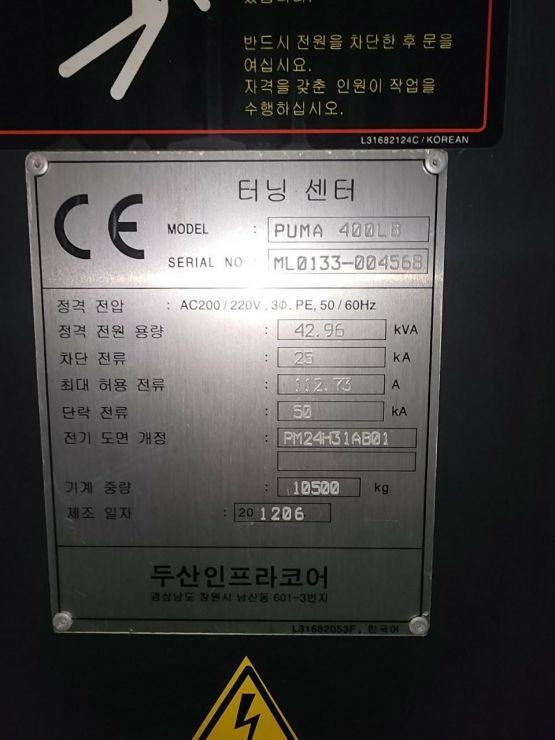 반드시 전원을 차단한 후 문을
여십시요.
자격을 갖춘 인원이 작업을
수행하십시오.
L31682124C / KOREAN
CE
터닝 센터
MODEL : PUMA 400LB
SERIAL NO : ML0133-004568
정격 전압 : AC200 / 220V, 3Φ, PE, 50 / 60Hz
정격 전원 용량 : 42.96 kVA
차단 전류 : 25 kA
최대 허용 전류 : 112.73 A
단락 전류 : 50 kA
전기 도면 개정 : PM24H31AB01
기계 중량 : 10500 kg
제조 일자 : 20 1206
두산인프라코어
경상남도 창원시 남산동 601-3번지
L31682053F, 한국어